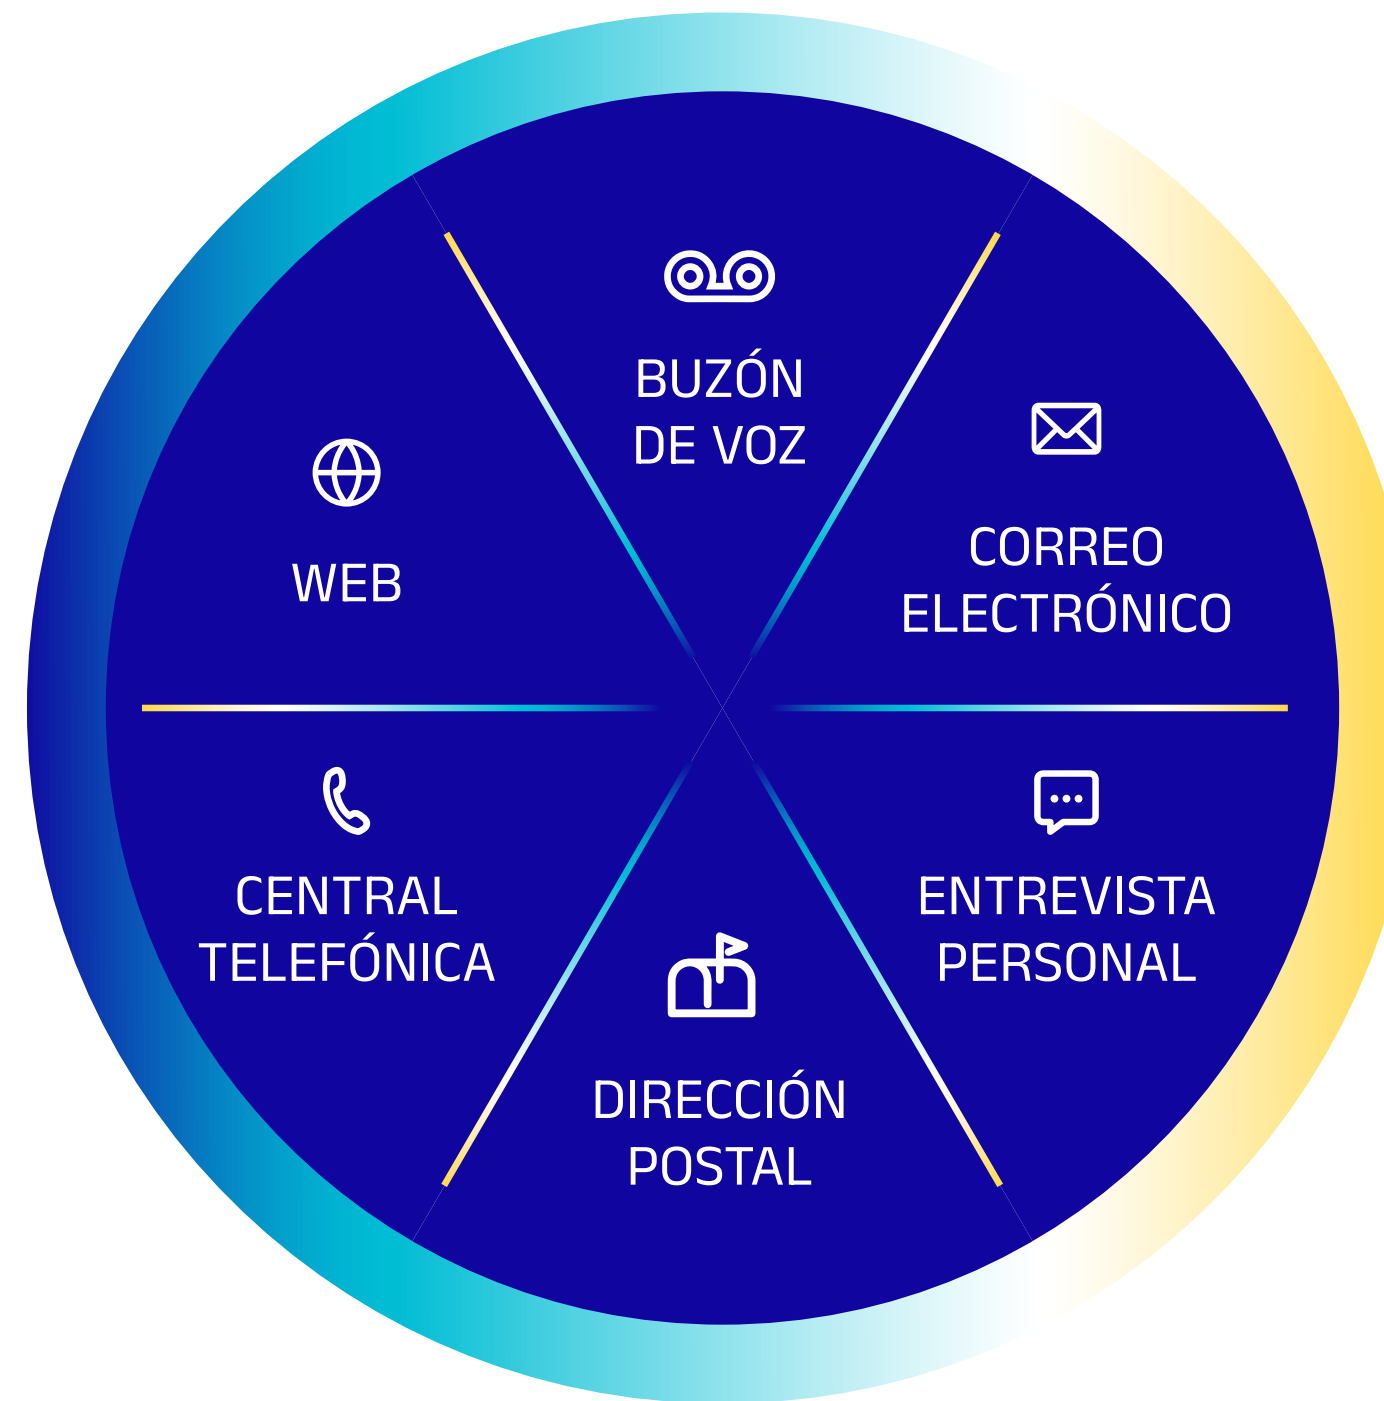 BUZÓN
DE VOZ
CORREO
ELECTRÓNICO
WEB
CENTRAL
TELEFÓNICA
ENTREVISTA
PERSONAL
DIRECCIÓN
POSTAL